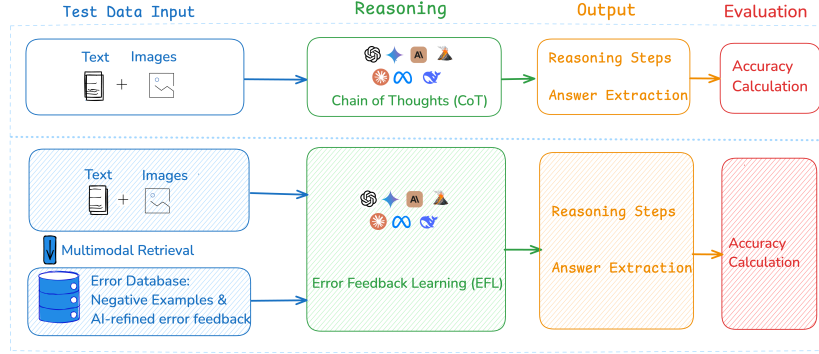 Test Data Input
Reasoning
Output
Evaluation
Text
Images
+
Chain of Thoughts (CoT)
Reasoning Steps
Answer Extraction
Accuracy
Calculation
Text
Images
+
Multimodal Retrieval
Error Database:
Negative Examples &
AI-refined error feedback
Error Feedback Learning (EFL)
Reasoning Steps
Answer Extraction
Accuracy
Calculation